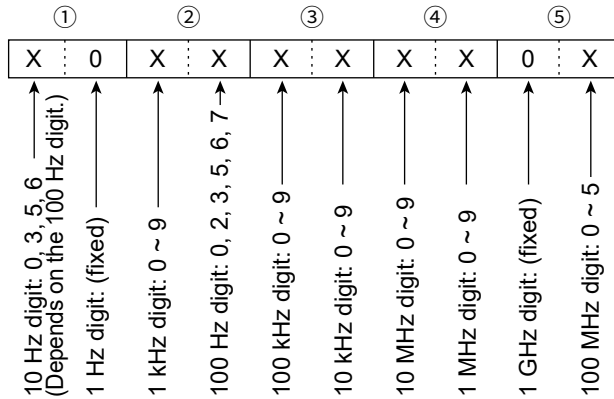 ① ② ③ ④ ⑤
X 0 X X X X X X 0 X
10 Hz digit: 0, 3, 5, 6
(Depends on the 100 Hz digit.)
1 Hz digit: (fixed)
1 kHz digit: 0 ~ 9
100 Hz digit: 0, 2, 3, 5, 6, 7
100 kHz digit: 0 ~ 9
10 kHz digit: 0 ~ 9
10 MHz digit: 0 ~ 9
1 MHz digit: 0 ~ 9
1 GHz digit: (fixed)
100 MHz digit: 0 ~ 5